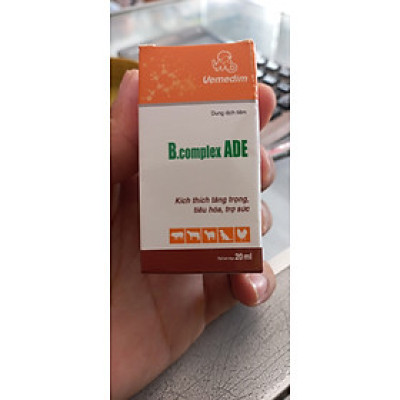 Vemedim
Dung dịch tiêm
B.complex ADE
Kích thích tăng trọng,
tiêu hóa, trợ sức
20 ml